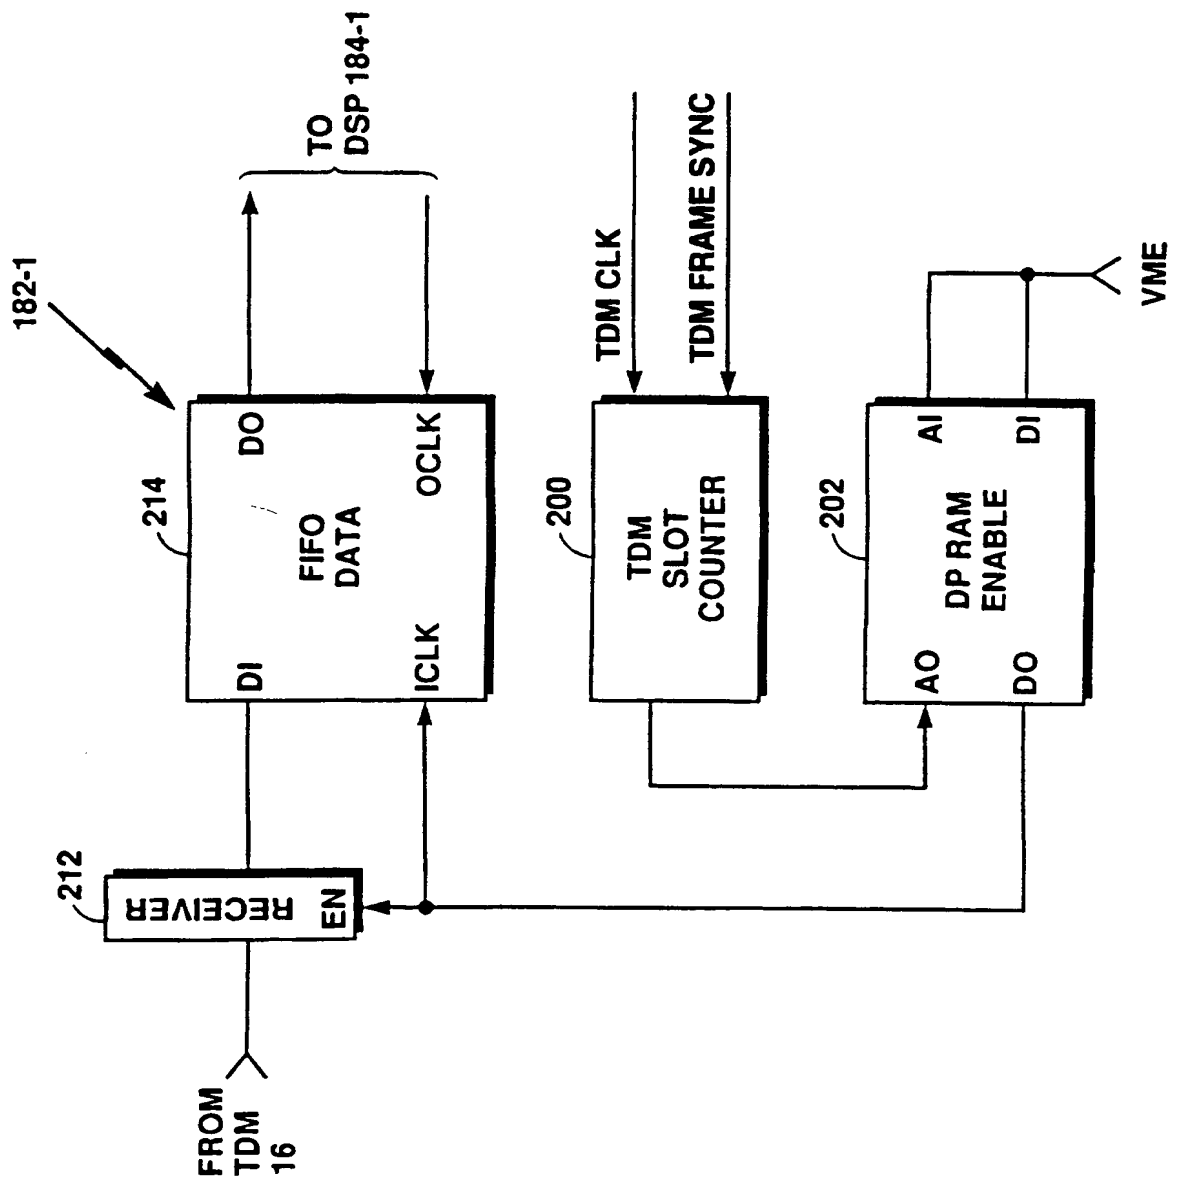 182-1
214
DI
DO
FIFO
DATA
ICLK
OCLK
TO
DSP 184-1
212
RECEIVER
EN
FROM
TDM
16
200
TDM
SLOT
COUNTER
TDM CLK
TDM FRAME SYNC
202
AO
AI
DP RAM
ENABLE
DO
DI
VME